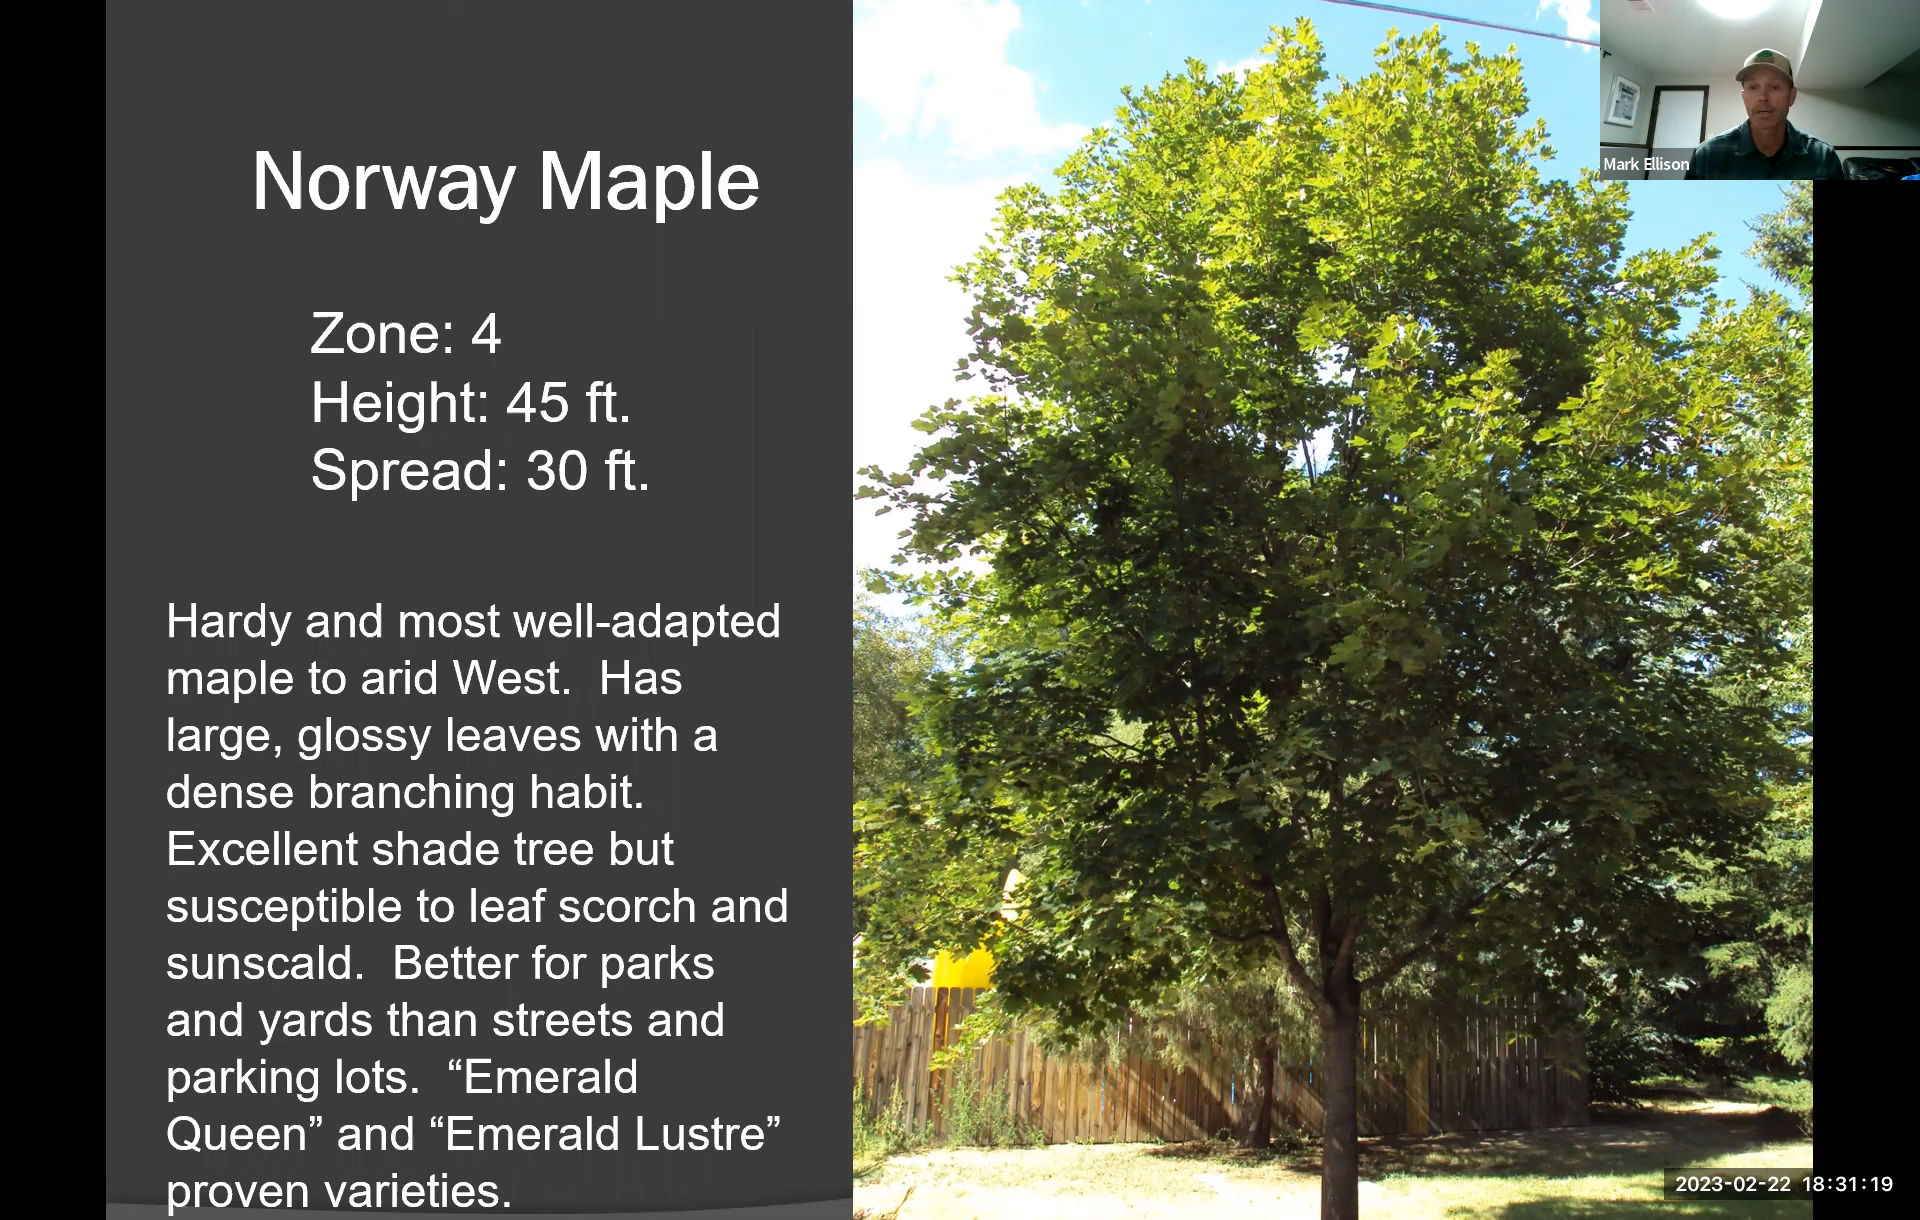 Norway Maple
Zone: 4
Height: 45 ft.
Spread: 30 ft.
Hardy and most well-adapted
maple to arid West.  Has
large, glossy leaves with a
dense branching habit.
Excellent shade tree but
susceptible to leaf scorch and
sunscald.  Better for parks
and yards than streets and
parking lots.  “Emerald
Queen” and “Emerald Lustre”
proven varieties.
Mark Ellison
2023-02-22 18:31:19